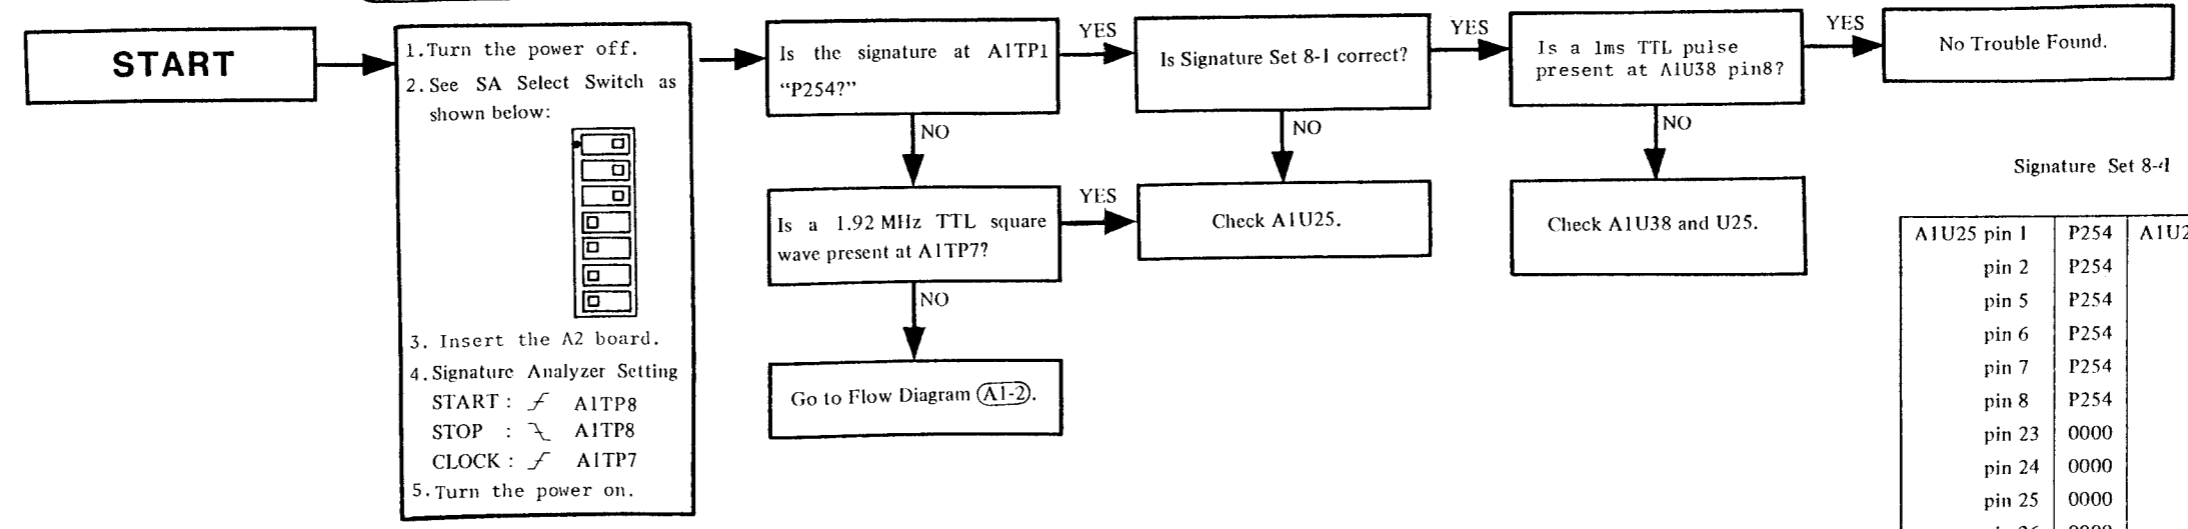 START
1.Turn the power off.
2.See SA Select Switch as
shown below:
3. Insert the A2 board.
4.Signature Analyzer Setting
START : A1TP8
STOP : A1TP8
CLOCK : A1TP7
5.Turn the power on.
Is the signature at A1TP1
“P254?”
YES
NO
Is a 1.92 MHz TTL square
wave present at A1TP7?
YES
NO
Go to Flow Diagram A1-2.
Is Signature Set 8-1 correct?
YES
NO
Check A1U25.
Is a 1ms TTL pulse
present at A1U38 pin8?
YES
NO
Check A1U38 and U25.
No Trouble Found.
Signature Set 8-1
A1U25 pin 1 P254 A1U2
pin 2 P254
pin 5 P254
pin 6 P254
pin 7 P254
pin 8 P254
pin 23 0000
pin 24 0000
pin 25 0000